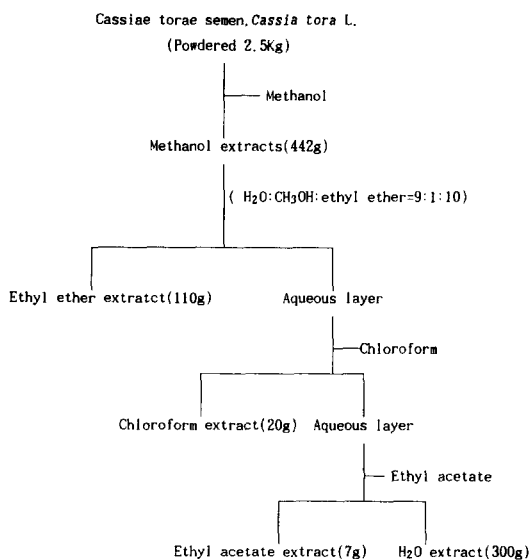 Cassiae torae semen, Cassia tora L.
(Powdered 2.5Kg)
Methanol
Methanol extracts(442g)
( H₂O:CH₃OH:ethyl ether=9:1:10)
Ethyl ether extratct(110g) Aqueous layer
Chloroform
Chloroform extract(20g) Aqueous layer
Ethyl acetate
Ethyl acetate extract(7g) H₂O extract(300g)